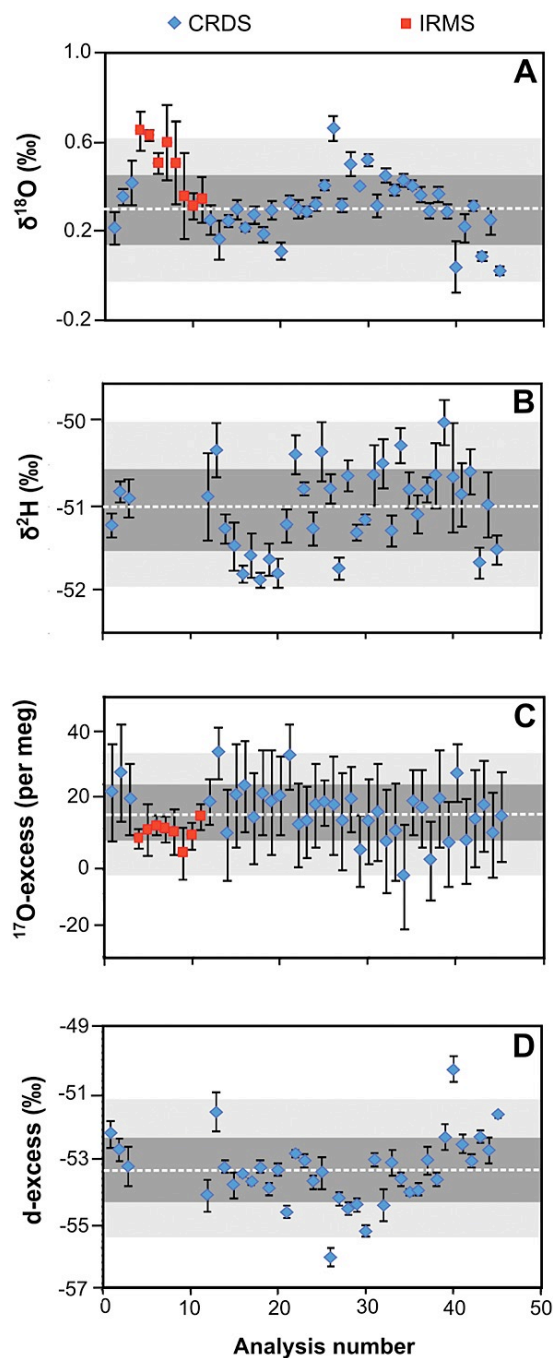 CRDS IRMS
A
1.0
0.6
0.2
-0.2
δ18O (‰)
B
-50
-51
-52
δ2H (‰)
C
40
20
0
-20
17O-excess (per meg)
D
-49
-51
-53
-55
-57
d-excess (‰)
0 10 20 30 40 50
Analysis number